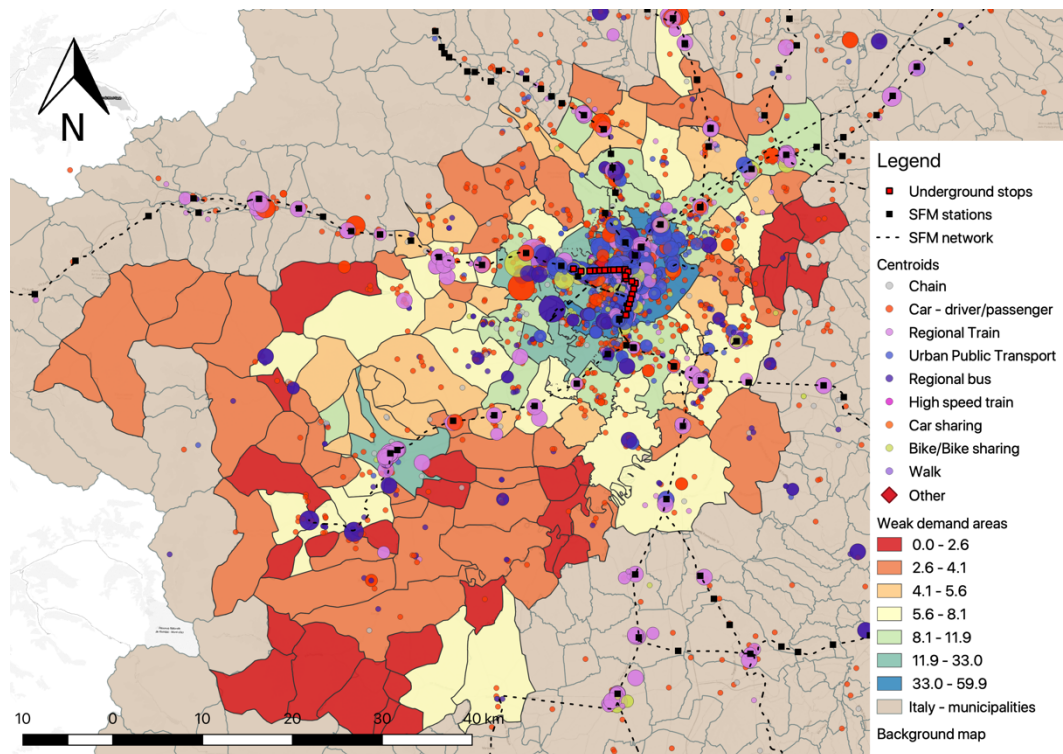 N
Legend
Underground stops
SFM stations
SFM network
Centroids
Chain
Car - driver/passenger
Regional Train
Urban Public Transport
Regional bus
High speed train
Car sharing
Bike/Bike sharing
Walk
Other
Weak demand areas
0.0 - 2.6
2.6 - 4.1
4.1 - 5.6
5.6 - 8.1
8.1 - 11.9
11.9 - 33.0
33.0 - 59.9
Italy - municipalities
Background map
10 0 10 20 30 40 km